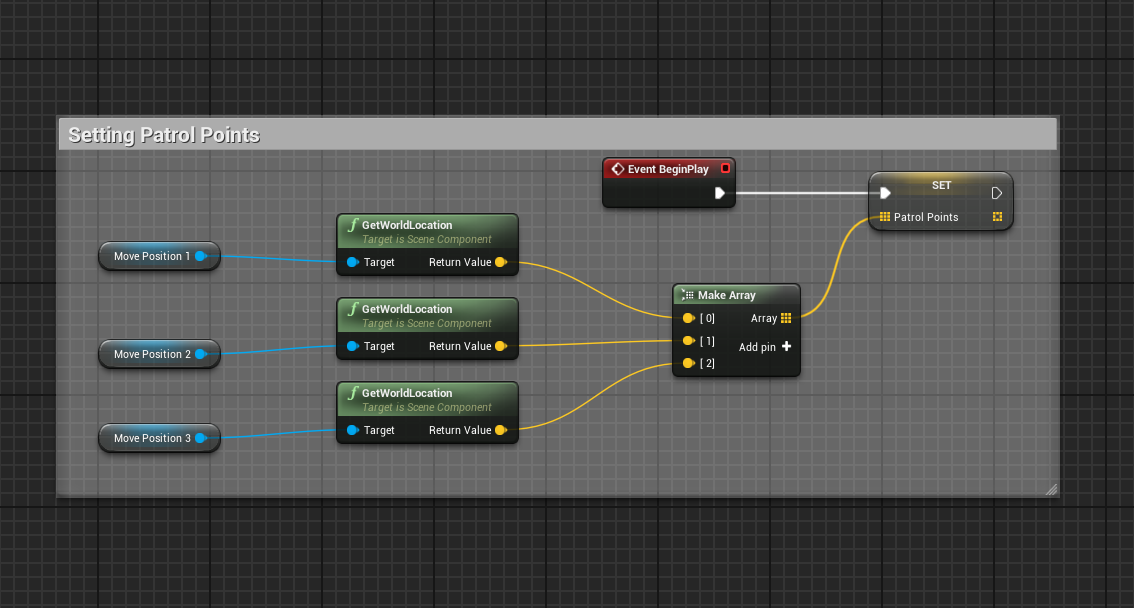 Setting Patrol Points
Event BeginPlay
SET
Patrol Points
Move Position 1
GetWorldLocation
Target is Scene Component
Target Return Value
Move Position 2
GetWorldLocation
Target is Scene Component
Target Return Value
Move Position 3
GetWorldLocation
Target is Scene Component
Target Return Value
Make Array
[ 0] Array
[ 1]
Add pin
[ 2]